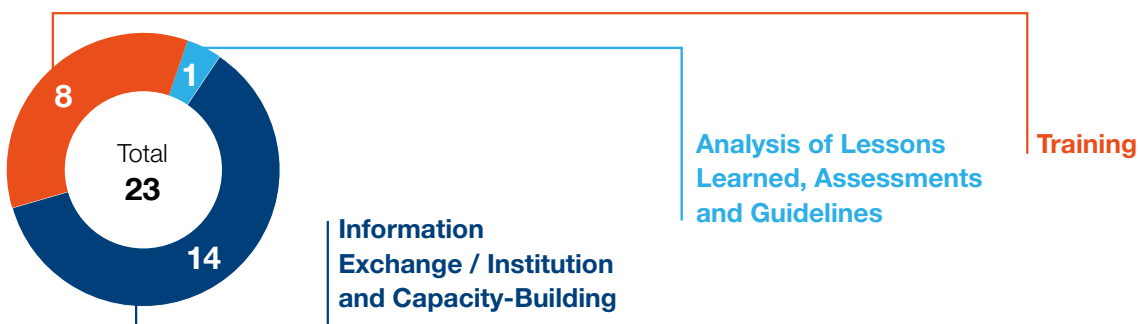 8
1
Total
23
14
Information
Exchange / Institution
and Capacity-Building
Analysis of Lessons
Learned, Assessments
and Guidelines
Training